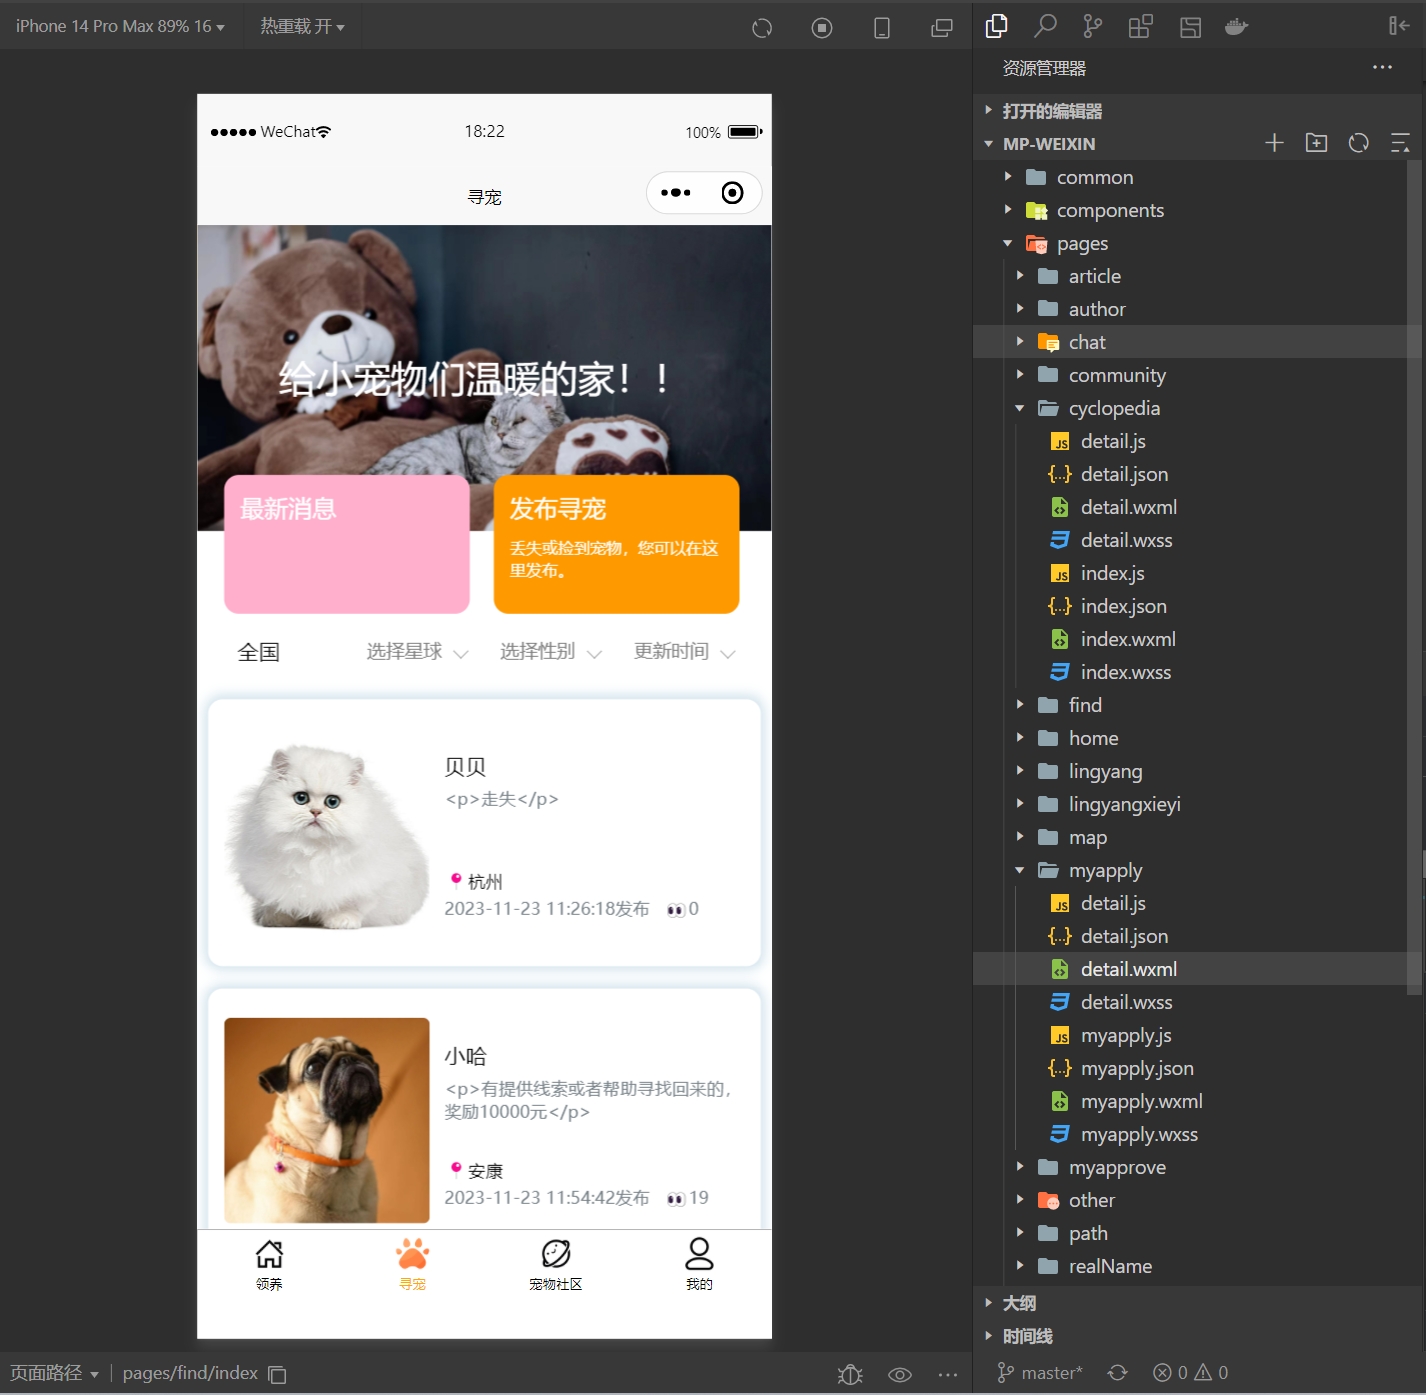 iPhone 14 Pro Max 89% 16
热重载 开
WeChat
18:22
100%
寻宠
给小宠物们温暖的家！！
最新消息
发布寻宠
丢失或捡到宠物，您可以在这
里发布。
全国
选择星球
选择性别
更新时间
贝贝
<p>走失</p>
杭州
2023-11-23 11:26:18发布
0
小哈
<p>有提供线索或者帮助寻找回来的，
奖励10000元</p>
安康
2023-11-23 11:54:42发布
19
领养
寻宠
宠物社区
我的
页面路径
pages/find/index
资源管理器
打开的编辑器
MP-WEIXIN
common
components
pages
article
author
chat
community
cyclopedia
detail.js
detail.json
detail.wxml
detail.wxss
index.js
index.json
index.wxml
index.wxss
find
home
lingyang
lingyangxieyi
map
myapply
detail.js
detail.json
detail.wxml
detail.wxss
myapply.js
myapply.json
myapply.wxml
myapply.wxss
myapprove
other
path
realName
大纲
时间线
master*
0
0